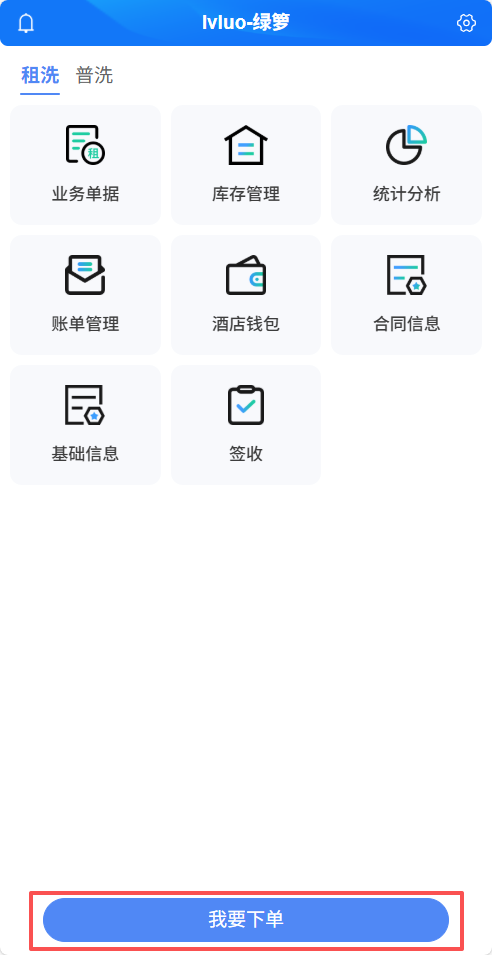 lvluo-绿箩
租洗 普洗
租
业务单据 库存管理 统计分析
账单管理 酒店钱包 合同信息
基础信息 签收
我要下单